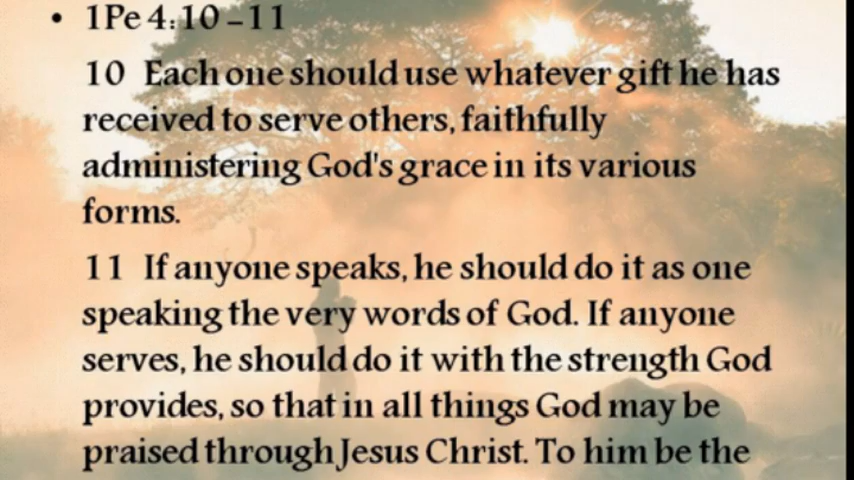 • 1Pe 4:10 – 11
10 Each one should use whatever gift he has
received to serve others, faithfully
administering God's grace in its various
forms.
11 If anyone speaks, he should do it as one
speaking the very words of God. If anyone
serves, he should do it with the strength God
provides, so that in all things God may be
praised through Jesus Christ. To him be the